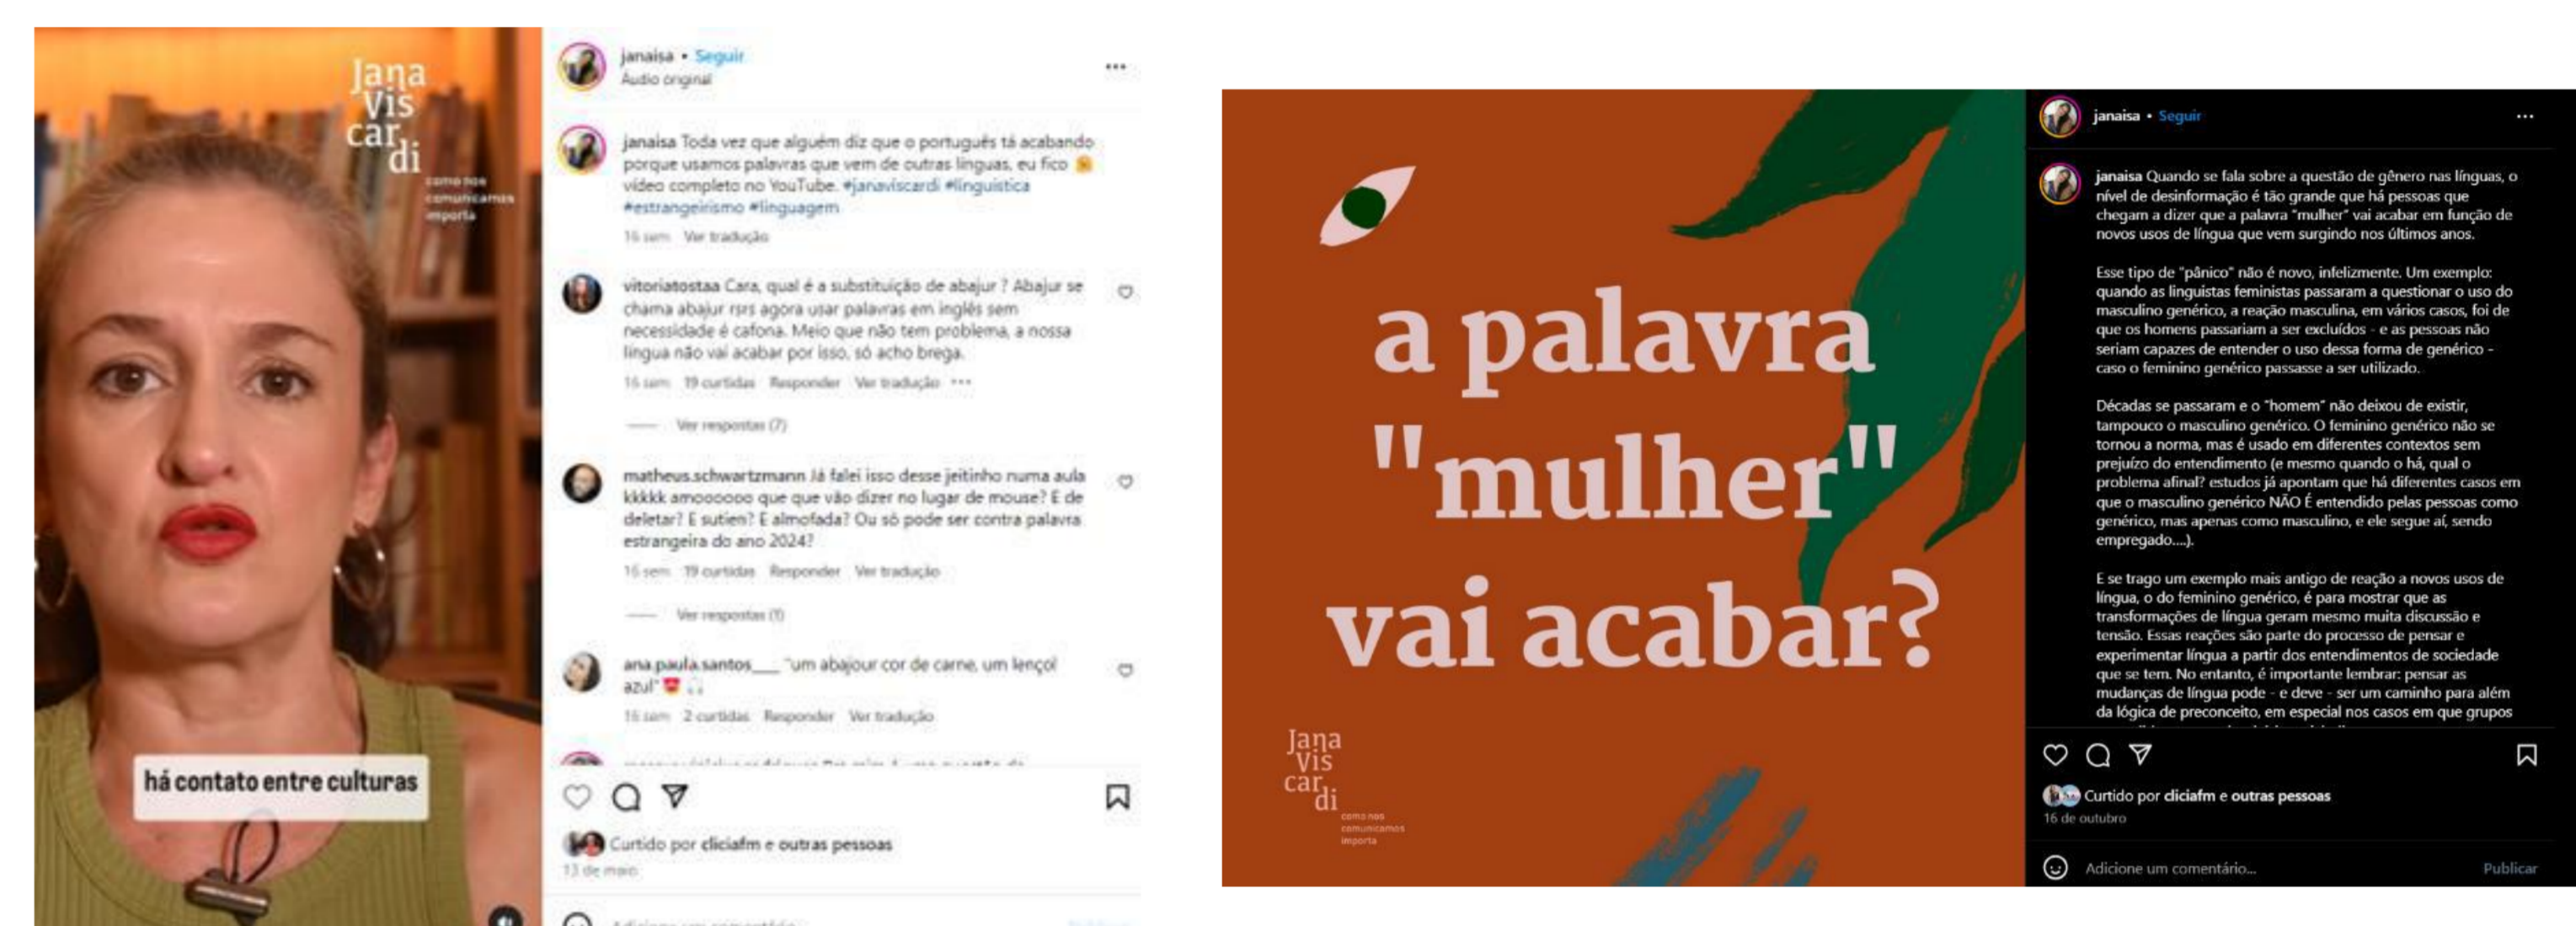 Jana
Vis
car
di
como nos
comunicamos
importa
há contato entre culturas
janaisa • Seguir
Áudio original
janaisa Toda vez que alguém diz que o português tá acabando
porque usamos palavras que vem de outras línguas, eu fico
vídeo completo no YouTube. #janaviscardi #linguistica
#estrangeirismo #linguagem
16 sem Ver tradução
vitoriatostaa Cara, qual é a substituição de abajur ? Abajur se
chama abajur rsrs agora usar palavras em inglês sem
necessidade é cafona. Meio que não tem problema, a nossa
língua não vai acabar por isso, só acho brega.
16 sem 19 curtidas Responder Ver tradução •••
Ver respostas (7)
matheus.schwartzmann Já falei isso desse jeitinho numa aula
kkkkk amoooooo que que vão dizer no lugar de mouse? E de
deletar? E sutien? E almofada? Ou só pode ser contra palavra
estrangeira do ano 2024?
16 sem 19 curtidas Responder Ver tradução
Ver respostas (1)
ana.paula.santos___ "um abajour cor de carne, um lençol
azul"
16 sem 2 curtidas Responder Ver tradução
Curtido por cliciafm e outras pessoas
13 de maio
a palavra
"mulher"
vai acabar?
Jana
Vis
car
di
como nos
comunicamos
importa
janaisa • Seguir
janaisa Quando se fala sobre a questão de gênero nas línguas, o
nível de desinformação é tão grande que há pessoas que
chegam a dizer que a palavra "mulher" vai acabar em função de
novos usos de língua que vem surgindo nos últimos anos.
Esse tipo de "pânico" não é novo, infelizmente. Um exemplo:
quando as linguistas feministas passaram a questionar o uso do
masculino genérico, a reação masculina, em vários casos, foi de
que os homens passariam a ser excluídos - e as pessoas não
seriam capazes de entender o uso dessa forma de genérico -
caso o feminino genérico passasse a ser utilizado.
Décadas se passaram e o "homem" não deixou de existir,
tampouco o masculino genérico. O feminino genérico não se
tornou a norma, mas é usado em diferentes contextos sem
prejuízo do entendimento (e mesmo quando o há, qual o
problema afinal? estudos já apontam que há diferentes casos em
que o masculino genérico NÃO É entendido pelas pessoas como
genérico, mas apenas como masculino, e ele segue aí, sendo
empregado....).
E se trago um exemplo mais antigo de reação a novos usos de
língua, o do feminino genérico, é para mostrar que as
transformações de língua geram mesmo muita discussão e
tensão. Essas reações são parte do processo de pensar e
experimentar língua a partir dos entendimentos de sociedade
que se tem. No entanto, é importante lembrar: pensar as
mudanças de língua pode - e deve - ser um caminho para além
da lógica de preconceito, em especial nos casos em que grupos
Curtido por cliciafm e outras pessoas
16 de outubro
Adicione um comentário...
Publicar